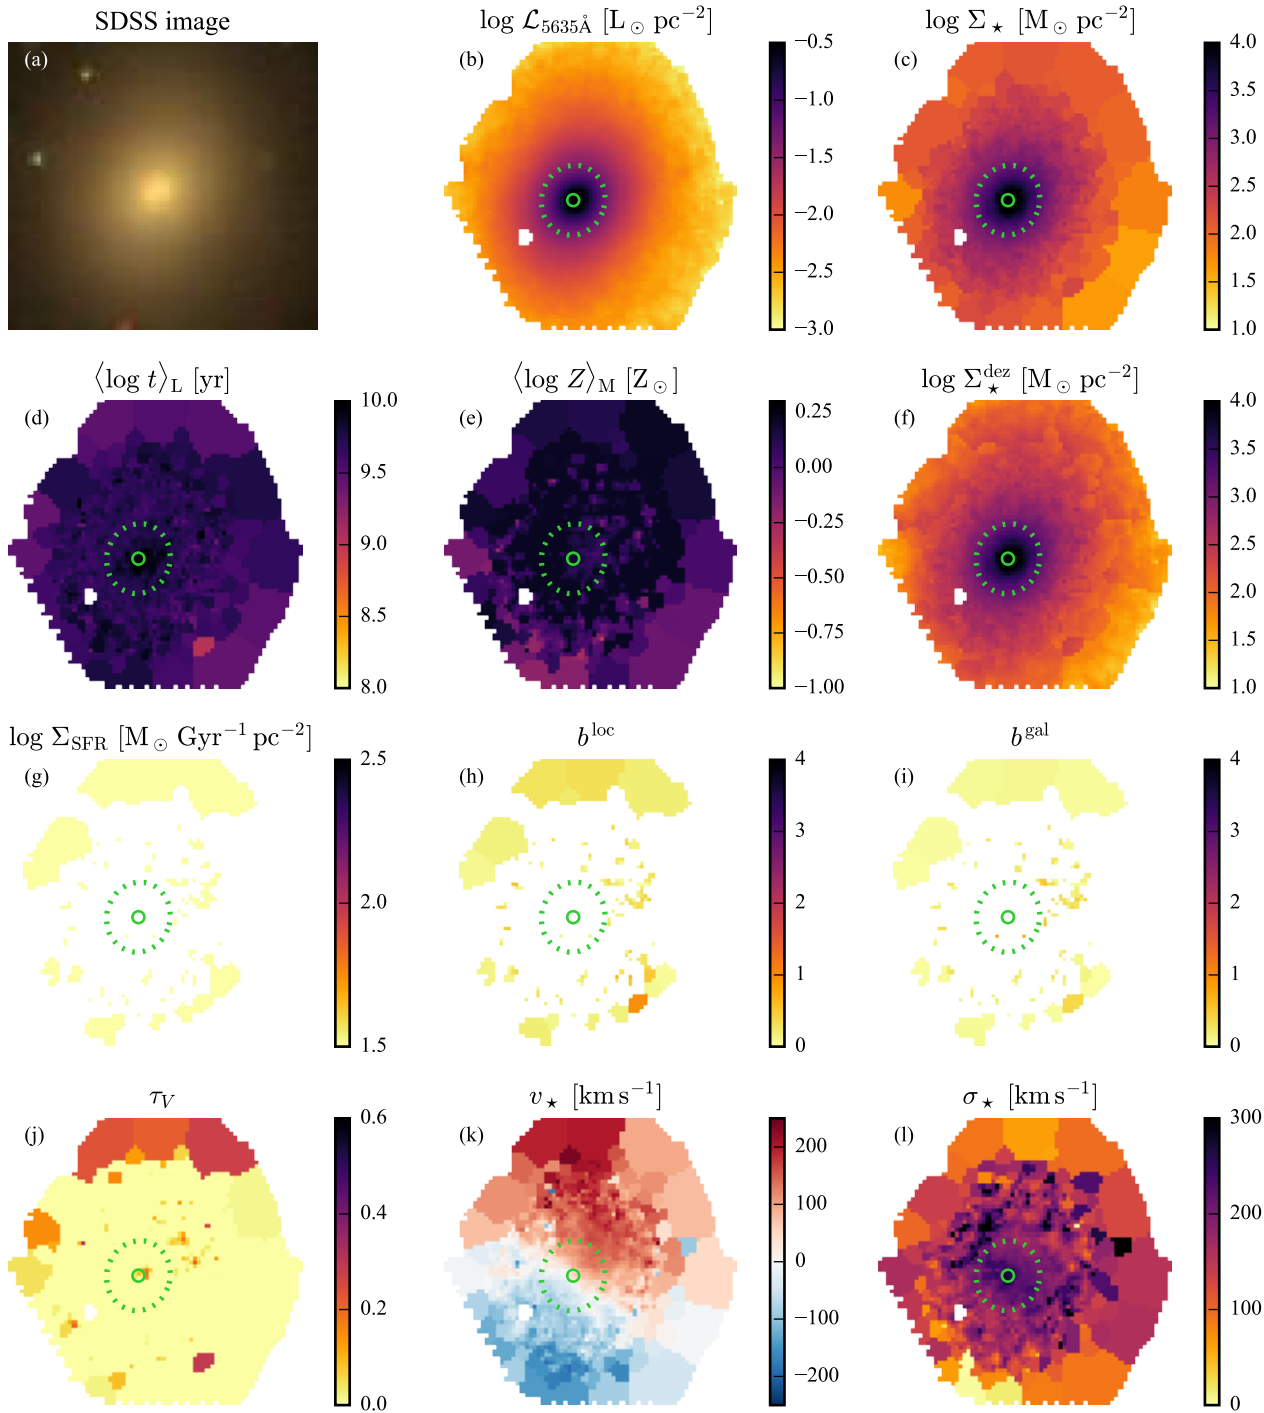 SDSS image
log ℒ₅₆₃₅Å [L⊙ pc⁻²]
log Σ⋆ [M⊙ pc⁻²]
(a)
(b)
−0.5
−1.0
−1.5
−2.0
−2.5
−3.0
(c)
4.0
3.5
3.0
2.5
2.0
1.5
1.0
⟨log t⟩L [yr]
⟨log Z⟩M [Z⊙]
log Σ⋆^dez [M⊙ pc⁻²]
(d)
10.0
9.5
9.0
8.5
8.0
(e)
0.25
0.00
−0.25
−0.50
−0.75
−1.00
(f)
4.0
3.5
3.0
2.5
2.0
1.5
1.0
log ΣSFR [M⊙ Gyr⁻¹ pc⁻²]
b^loc
b^gal
(g)
2.5
2.0
1.5
(h)
4
3
2
1
0
(i)
4
3
2
1
0
τV
v⋆ [km s⁻¹]
σ⋆ [km s⁻¹]
(j)
0.6
0.4
0.2
0.0
(k)
200
100
0
−100
−200
(l)
300
200
100
0